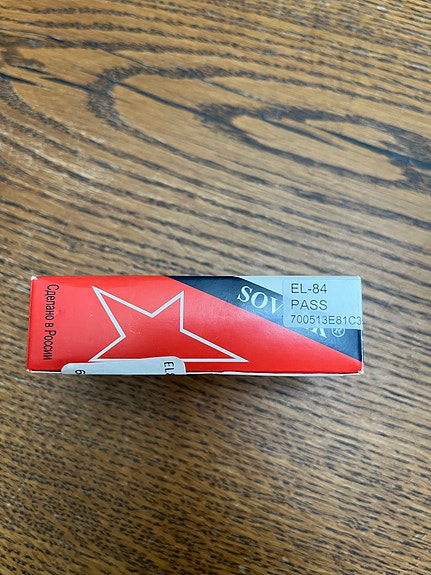 Сделано в России
SOV
®
EL-84
PASS
700513E81C3